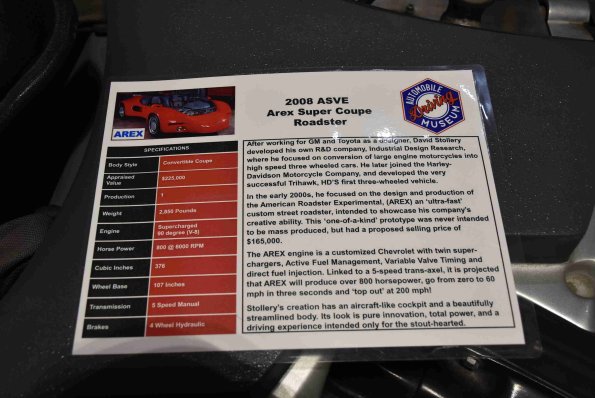 2008 ASVE
Arex Super Coupe
Roadster
AUTOMOBILE
Driving
MUSEUM
AREX
SPECIFICATIONS
Body Style Convertible Coupe
Appraised Value $225,000
Production 1
Weight 2,850 Pounds
Engine Supercharged 90 degree (V-8)
Horse Power 800 @ 6000 RPM
Cubic Inches 376
Wheel Base 107 Inches
Transmission 5 Speed Manual
Brakes 4 Wheel Hydraulic
After working for GM and Toyota as a designer, David Stollery
developed his own R&D company, Industrial Design Research,
where he focused on conversion of large engine motorcycles into
high speed three wheeled cars. He later joined the Harley-
Davidson Motorcycle Company, and developed the very
successful Trihawk, HD'S first three-wheeled vehicle.
In the early 2000s, he focused on the design and production of
the American Roadster Experimental, (AREX) an 'ultra-fast'
custom street roadster, intended to showcase his company's
creative ability. This 'one-of-a-kind' prototype was never intended
to be mass produced, but had a proposed selling price of
$165,000.
The AREX engine is a customized Chevrolet with twin super-
chargers, Active Fuel Management, Variable Valve Timing and
direct fuel injection. Linked to a 5-speed trans-axel, it is projected
that AREX will produce over 800 horsepower, go from zero to 60
mph in three seconds and 'top out' at 200 mph!
Stollery's creation has an aircraft-like cockpit and a beautifully
streamlined body. Its look is pure innovation, total power, and a
driving experience intended only for the stout-hearted.